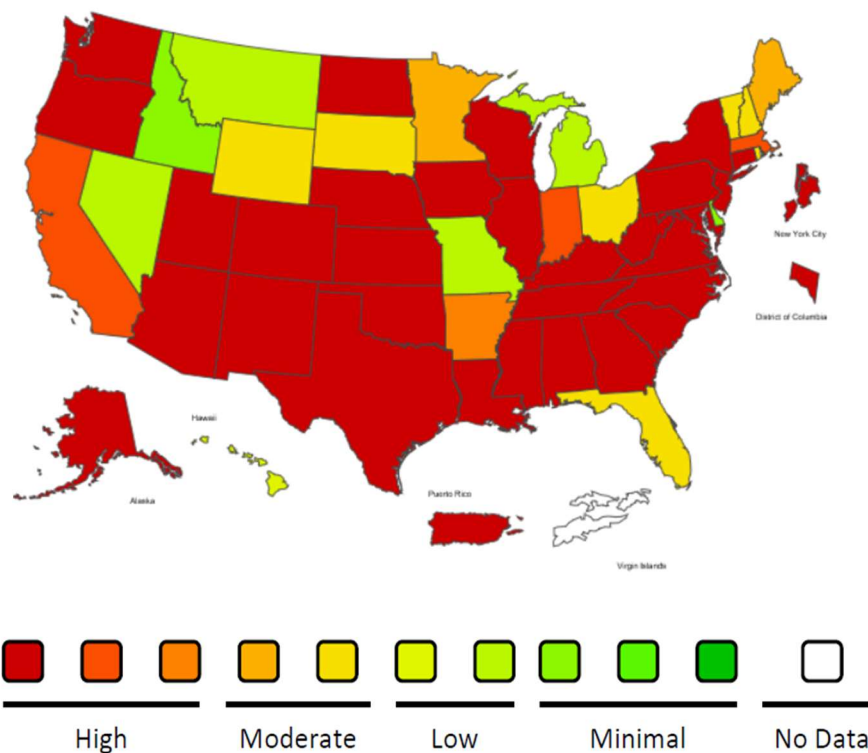 New York City
District of Columbia
Hawaii
Alaska
Puerto Rico
Virgin Islands
High
Moderate
Low
Minimal
No Data